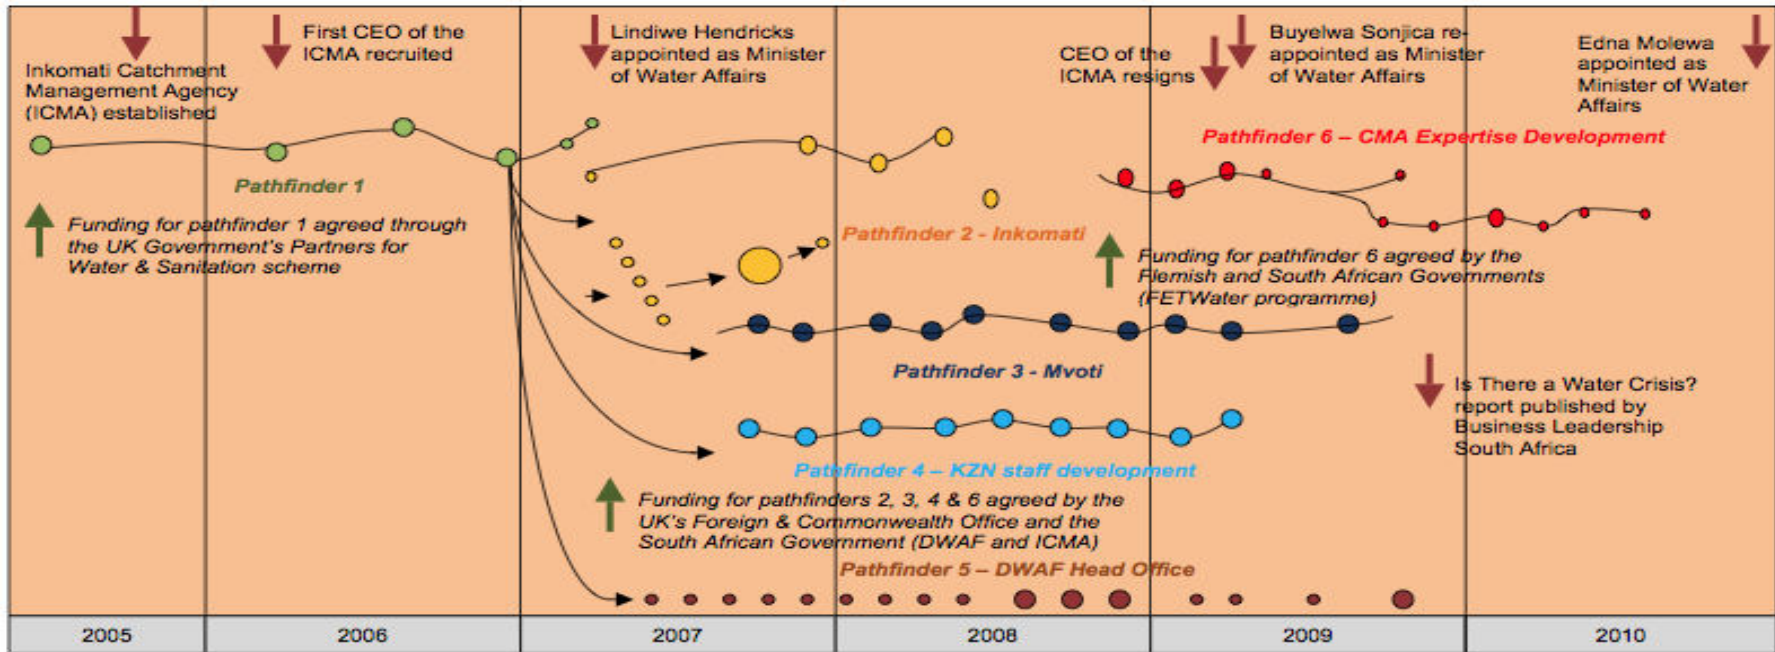 Inkomati Catchment
Management Agency
(ICMA) established
First CEO of the
ICMA recruited
Lindiwe Hendricks
appointed as Minister
of Water Affairs
CEO of the
ICMA resigns
Buyelwa Sonjica re-
appointed as Minister
of Water Affairs
Edna Molewa
appointed as
Minister of Water
Affairs
Pathfinder 6 – CMA Expertise Development
Pathfinder 1
Funding for pathfinder 1 agreed through
the UK Government's Partners for
Water & Sanitation scheme
Pathfinder 2 - Inkomati
Funding for pathfinder 6 agreed by the
Flemish and South African Governments
(FETWater programme)
Pathfinder 3 - Mvoti
Is There a Water Crisis?
report published by
Business Leadership
South Africa
Pathfinder 4 – KZN staff development
Funding for pathfinders 2, 3, 4 & 6 agreed by the
UK's Foreign & Commonwealth Office and the
South African Government (DWAF and ICMA)
Pathfinder 5 – DWAF Head Office
2005 2006 2007 2008 2009 2010